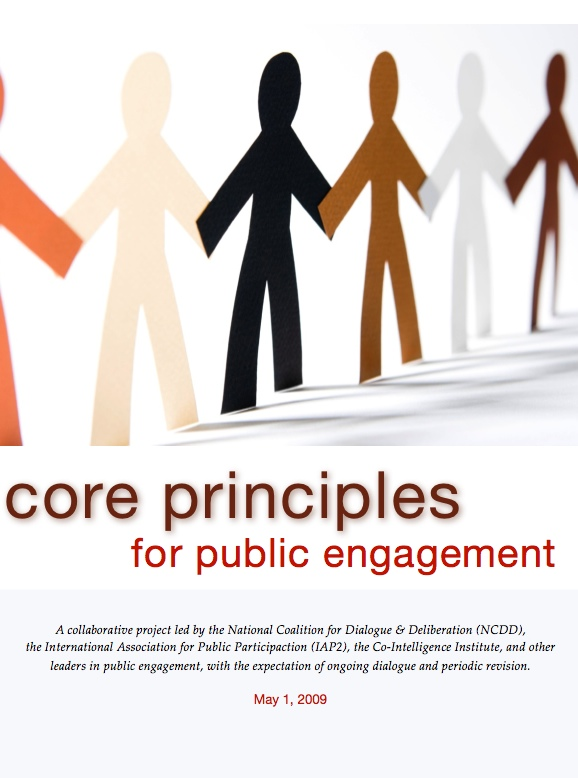 core principles
for public engagement
A collaborative project led by the National Coalition for Dialogue & Deliberation (NCDD),
the International Association for Public Participaction (IAP2), the Co-Intelligence Institute, and other
leaders in public engagement, with the expectation of ongoing dialogue and periodic revision.
May 1, 2009